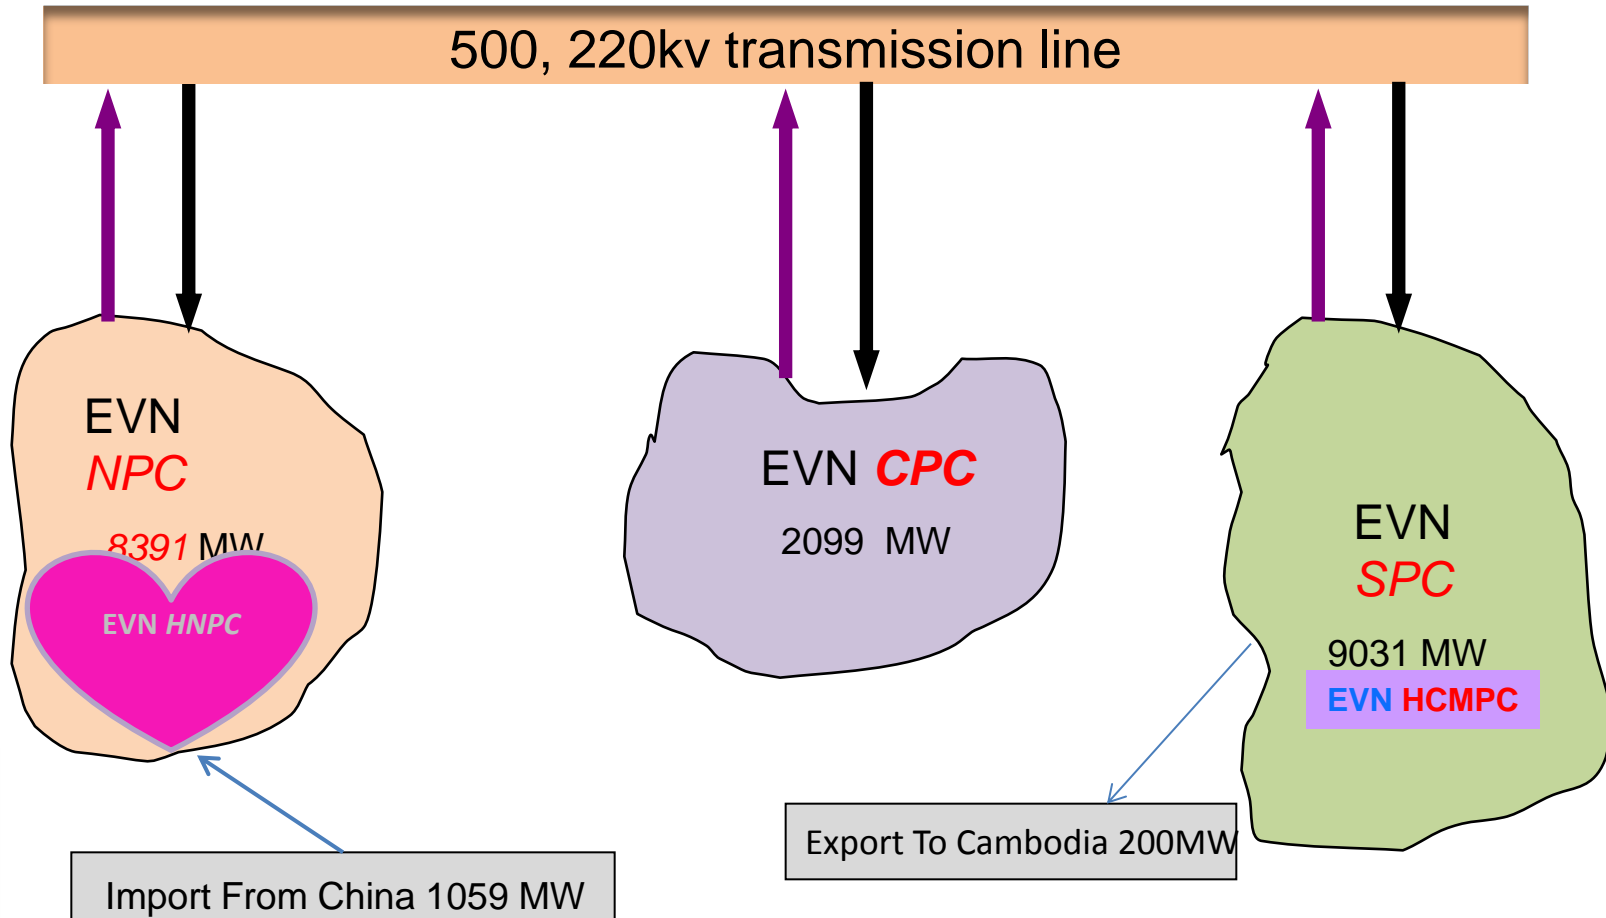 500, 220kv transmission line
EVN
NPC
8391 MW
EVN HNPC
EVN CPC
2099 MW
EVN
SPC
9031 MW
EVN HCMPC
Export To Cambodia 200MW
Import From China 1059 MW